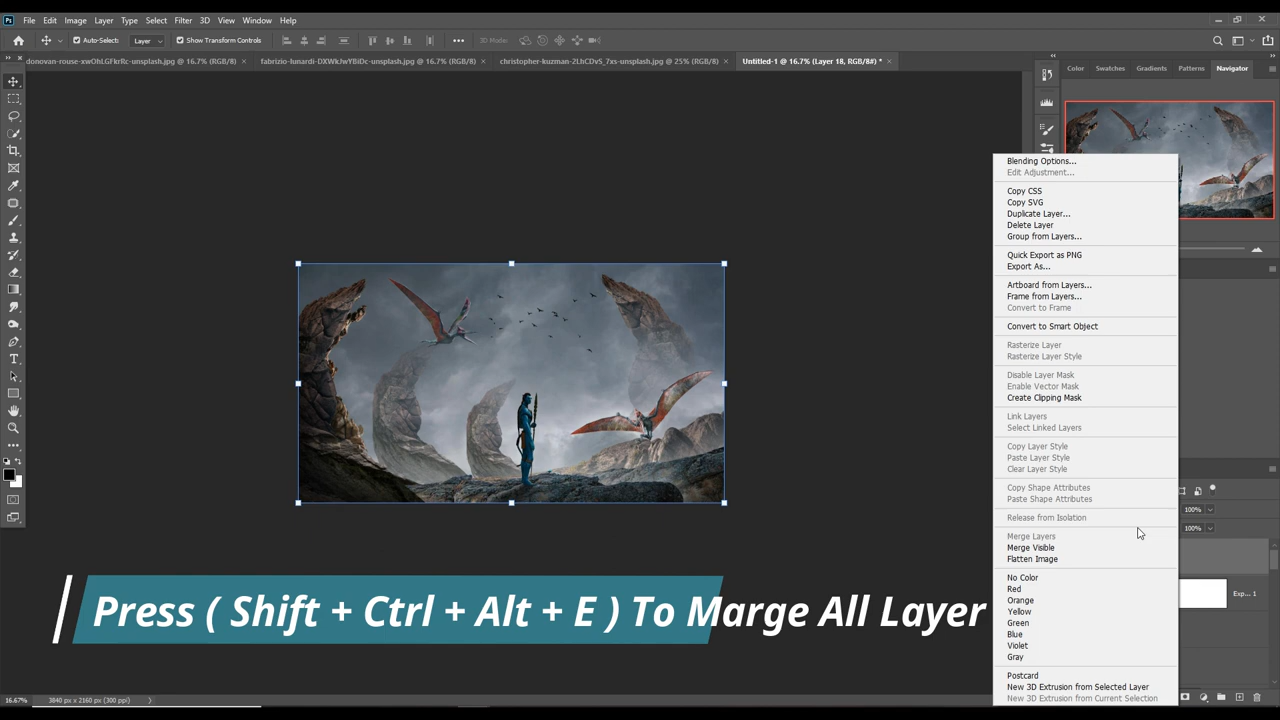 Ps File Edit Image Layer Type Select Filter 3D View Window Help
Auto-Select: Layer Show Transform Controls ••• 3D Mode:
donovan-rouse-xwOhLGFkrRc-unsplash.jpg @ 16.7% (RGB/8) × fabrizio-lunardi-DXWkJwYBiDc-unsplash.jpg @ 16.7% (RGB/8) × christopher-kuzman-2LhCDvS_7xs-unsplash.jpg @ 25% (RGB/8) × Untitled-1 @ 16.7% (Layer 18, RGB/8#) * ×
Color Swatches Gradients Patterns Navigator
Blending Options...
Edit Adjustment...
Copy CSS
Copy SVG
Duplicate Layer...
Delete Layer
Group from Layers...
Quick Export as PNG
Export As...
Artboard from Layers...
Frame from Layers...
Convert to Frame
Convert to Smart Object
Rasterize Layer
Rasterize Layer Style
Disable Layer Mask
Enable Vector Mask
Create Clipping Mask
Link Layers
Select Linked Layers
Copy Layer Style
Paste Layer Style
Clear Layer Style
Copy Shape Attributes
Paste Shape Attributes
Release from Isolation
Merge Layers
Merge Visible
Flatten Image
No Color
Red
Orange
Yellow
Green
Blue
Violet
Gray
Postcard
New 3D Extrusion from Selected Layer
New 3D Extrusion from Current Selection
100%
100%
Exp... 1
Press ( Shift + Ctrl + Alt + E ) To Marge All Layer
16.67% 3840 px x 2160 px (300 ppi)